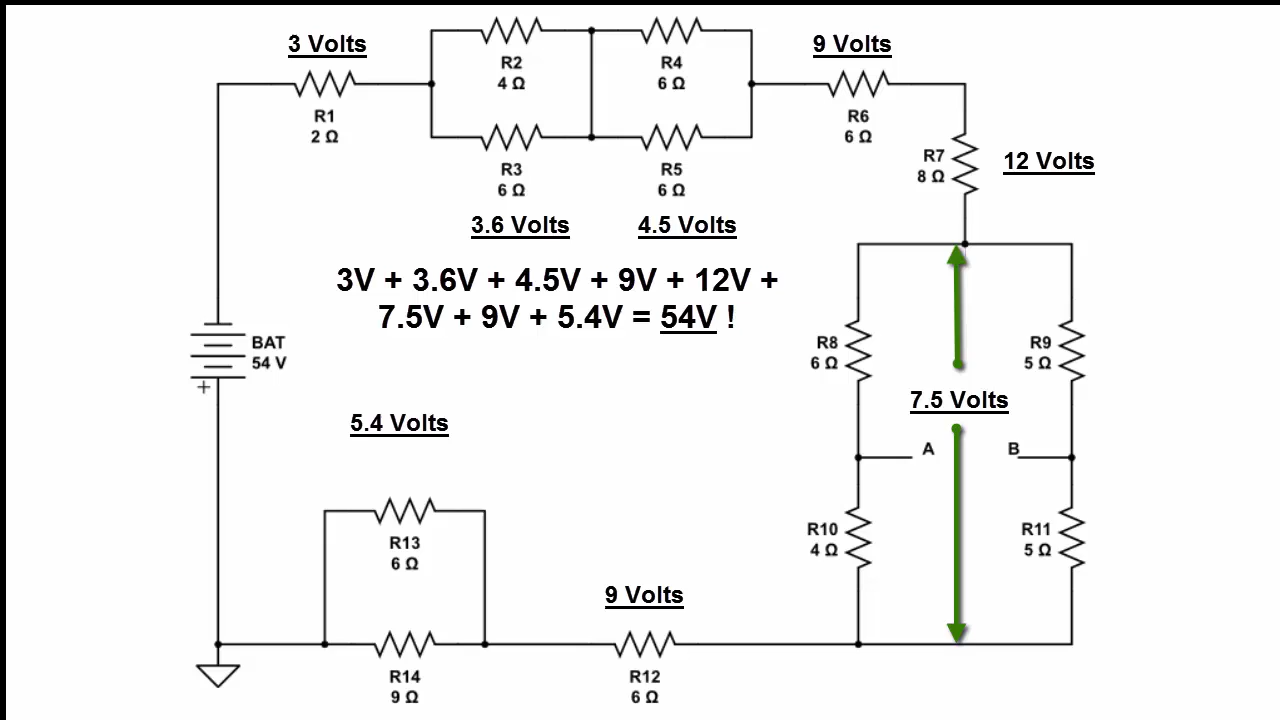 3 Volts
R2
4 Ω
R4
6 Ω
9 Volts
R1
2 Ω
R3
6 Ω
R5
6 Ω
R6
6 Ω
R7
8 Ω
12 Volts
3.6 Volts
4.5 Volts
3V + 3.6V + 4.5V + 9V + 12V +
7.5V + 9V + 5.4V = 54V !
BAT
54 V
+
R8
6 Ω
R9
5 Ω
7.5 Volts
5.4 Volts
A
B
R13
6 Ω
R10
4 Ω
R11
5 Ω
9 Volts
R14
9 Ω
R12
6 Ω